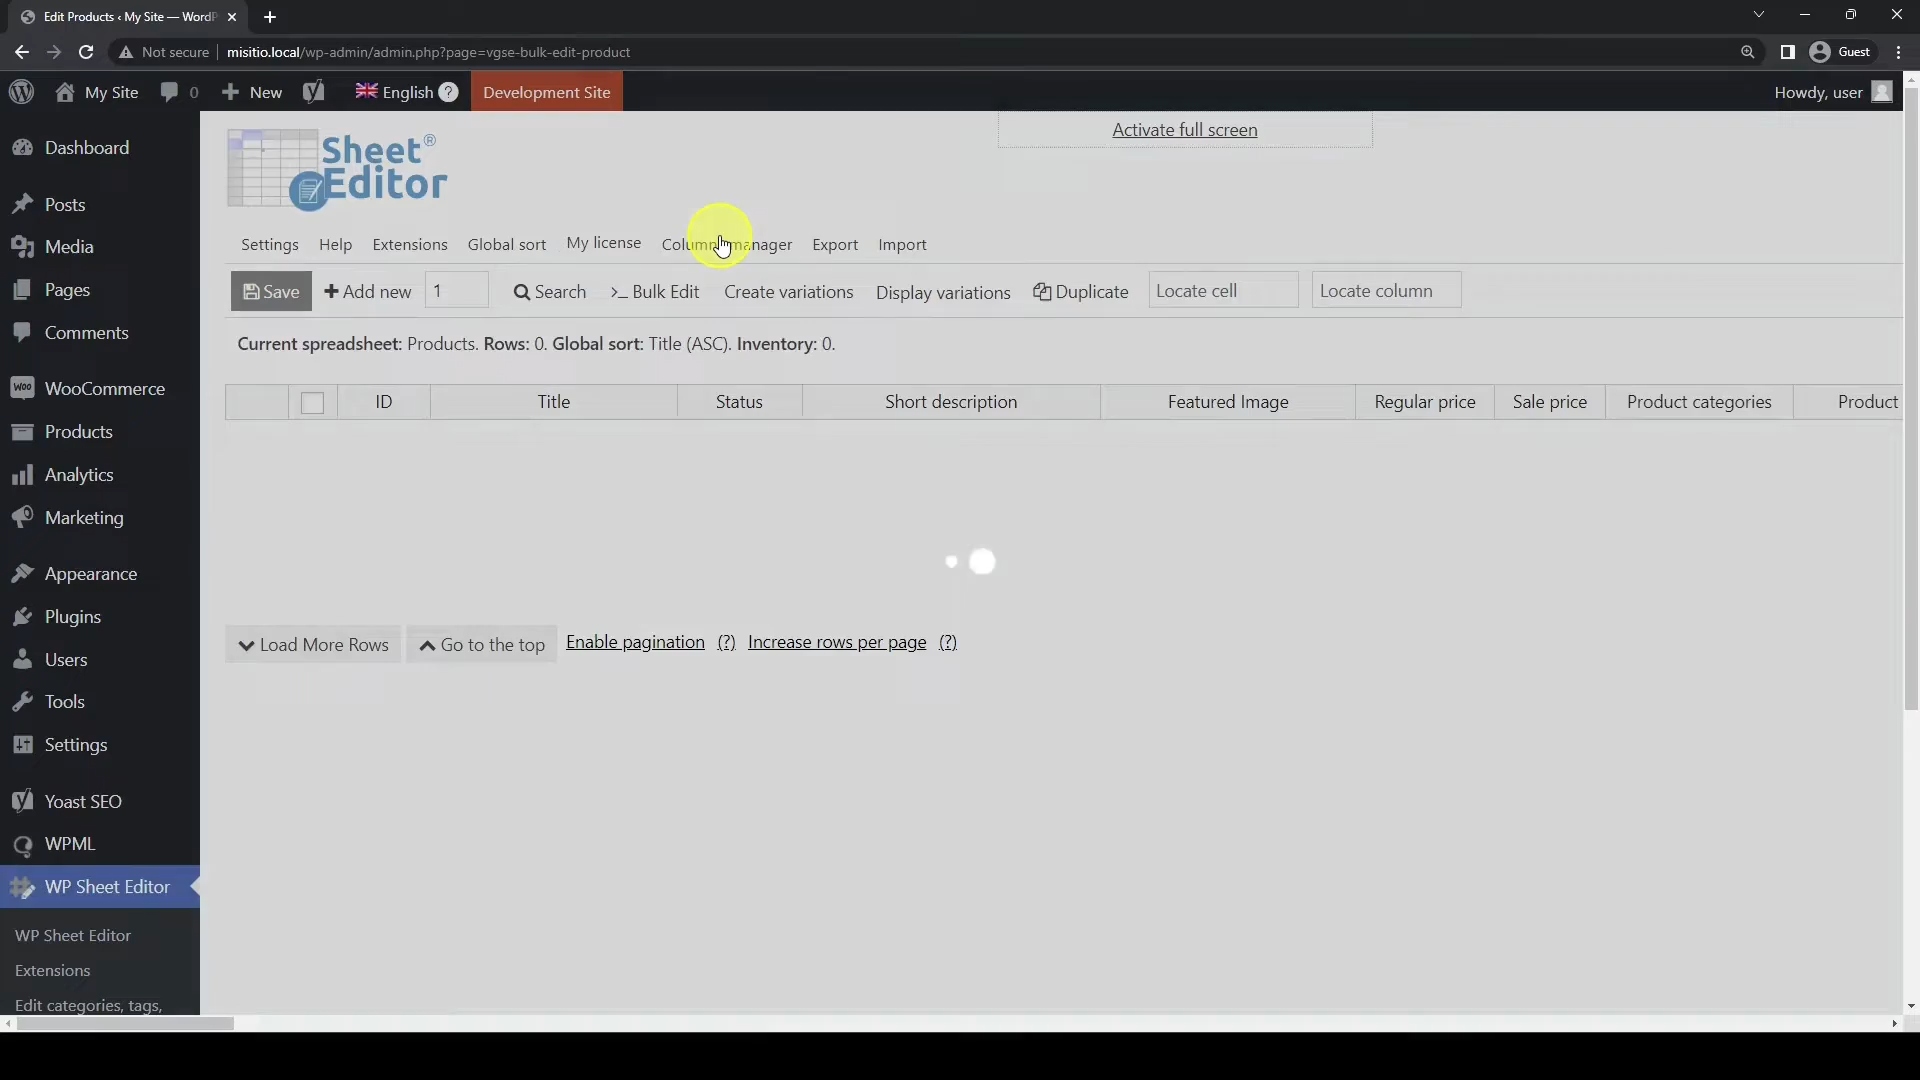 Edit Products ‹ My Site — WordP
Not secure
misitio.local/wp-admin/admin.php?page=vgse-bulk-edit-product
Guest
My Site
0
New
English
?
Development Site
Howdy, user
Dashboard
Posts
Media
Pages
Comments
Woo
WooCommerce
Products
Analytics
Marketing
Appearance
Plugins
Users
Tools
Settings
Yoast SEO
WPML
WP Sheet Editor
WP Sheet Editor
Extensions
Edit categories, tags,
Activate full screen
Sheet®
Editor
Settings Help Extensions Global sort My license Column manager Export Import
Save Add new 1 Search >_ Bulk Edit Create variations Display variations Duplicate Locate cell Locate column
Current spreadsheet: Products. Rows: 0. Global sort: Title (ASC). Inventory: 0.
ID Title Status Short description Featured Image Regular price Sale price Product categories Product
Load More Rows Go to the top Enable pagination (?) Increase rows per page (?)